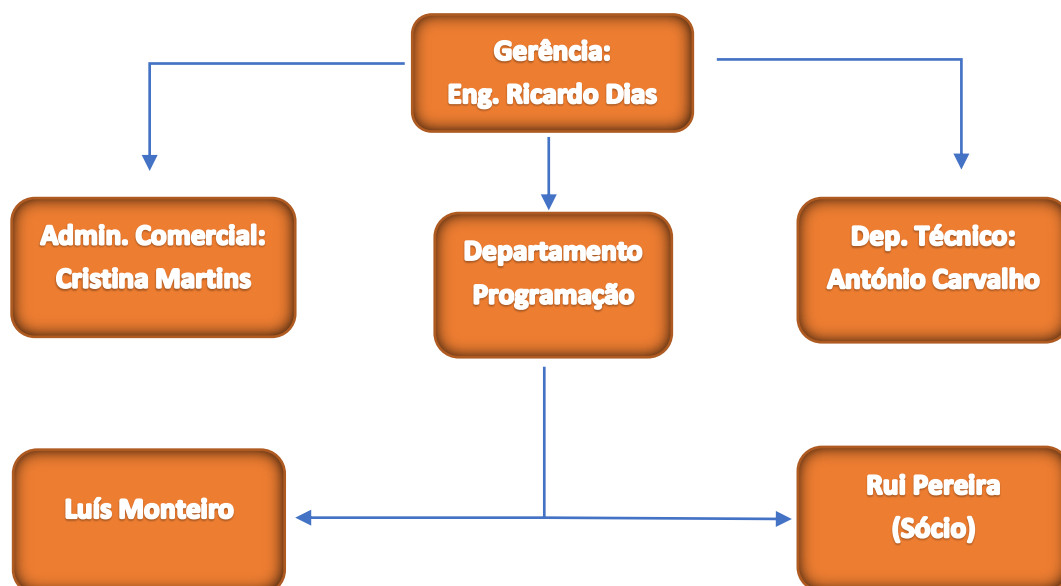 Gerência:
Eng. Ricardo Dias
Admin. Comercial:
Cristina Martins
Departamento
Programação
Dep. Técnico:
António Carvalho
Luís Monteiro
Rui Pereira
(Sócio)